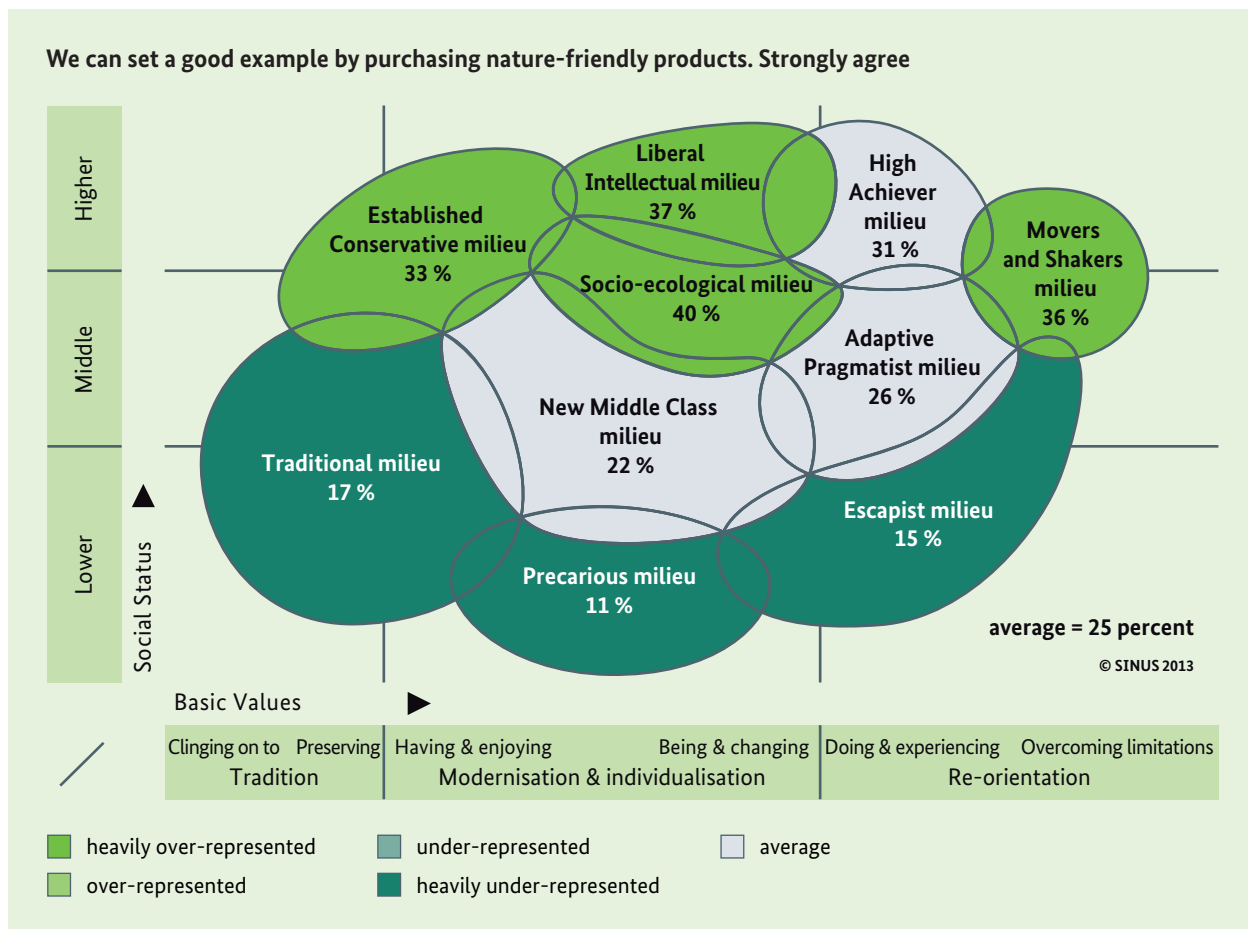 We can set a good example by purchasing nature-friendly products. Strongly agree
Higher
Middle
Lower
Social Status
Established
Conservative milieu
33 %
Liberal
Intellectual milieu
37 %
High
Achiever
milieu
31 %
Movers
and Shakers
milieu
36 %
Socio-ecological milieu
40 %
Adaptive
Pragmatist milieu
26 %
New Middle Class
milieu
22 %
Traditional milieu
17 %
Escapist milieu
15 %
Precarious milieu
11 %
average = 25 percent
© SINUS 2013
Basic Values
Clinging on to Preserving
Tradition
Having & enjoying Being & changing
Modernisation & individualisation
Doing & experiencing Overcoming limitations
Re-orientation
heavily over-represented
over-represented
under-represented
heavily under-represented
average